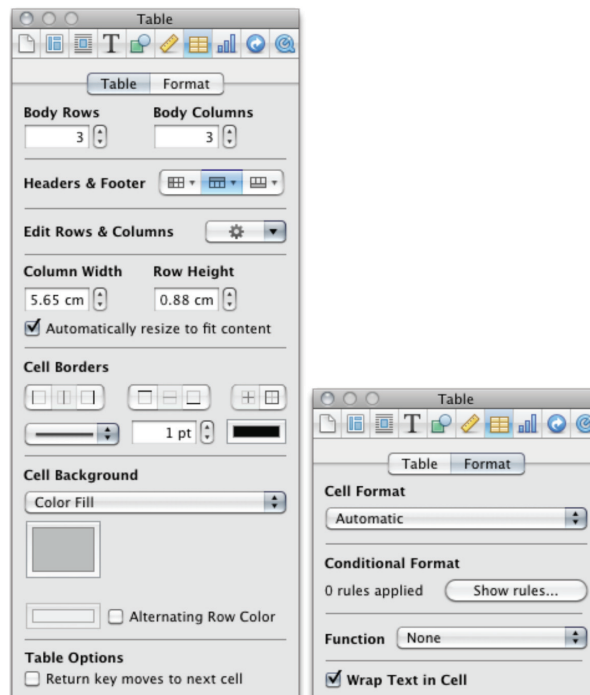 Table
T
Table Format
Body Rows Body Columns
3 3
Headers & Footer
Edit Rows & Columns
Column Width Row Height
5.65 cm 0.88 cm
Automatically resize to fit content
Cell Borders
1 pt
Cell Background
Color Fill
Alternating Row Color
Table Options
Return key moves to next cell
Table
T
Table Format
Cell Format
Automatic
Conditional Format
0 rules applied Show rules...
Function None
Wrap Text in Cell